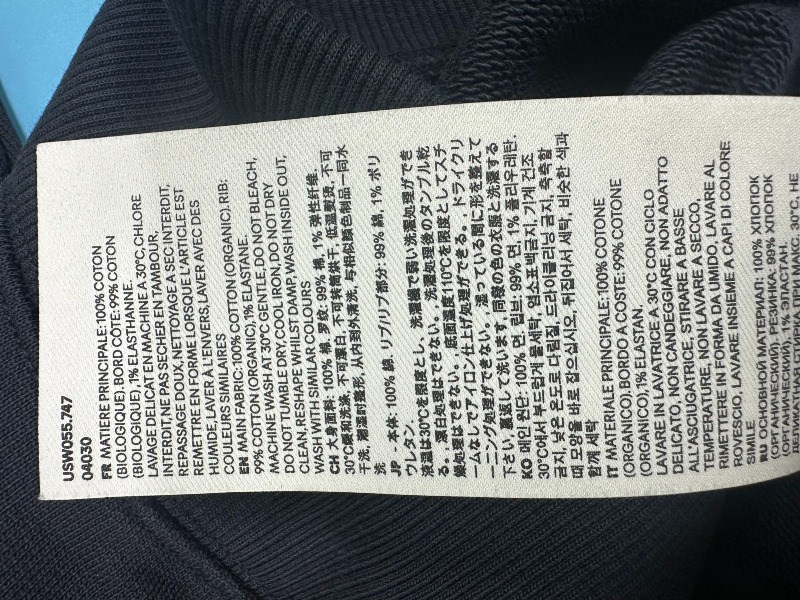 USW055.747
04030
FR MATIERE PRINCIPALE: 100% COTON
(BIOLOGIQUE). BORD CÔTE: 99% COTON
(BIOLOGIQUE), 1% ELASTHANNE.
LAVAGE DELICAT EN MACHINE A 30°C, CHLORE
INTERDIT, NE PAS SECHER EN TAMBOUR,
REPASSAGE DOUX, NETTOYAGE A SEC INTERDIT,
REMETTRE EN FORME LORSQUE L'ARTICLE EST
HUMIDE, LAVER À L'ENVERS, LAVER AVEC DES
COULEURS SIMILAIRES
EN MAIN FABRIC: 100% COTTON (ORGANIC). RIB:
99% COTTON (ORGANIC), 1% ELASTANE.
MACHINE WASH AT 30°C GENTLE, DO NOT BLEACH,
DO NOT TUMBLE DRY, COOL IRON, DO NOT DRY
CLEAN, RESHAPE WHILST DAMP, WASH INSIDE OUT,
WASH WITH SIMILAR COLOURS
CH 大身面料: 100% 棉. 罗纹: 99% 棉, 1% 弹性纤维.
30°C缓和洗涤, 不可漂白, 不可转笼烘干, 低温熨烫, 不可
干洗, 潮湿时整形, 从内到外清洗, 与相似颜色制品一同水
洗
JP - 本体: 100% 綿. リブ/リブ部分: 99% 綿, 1% ポリ
ウレタン.
液温は30℃を限度とし、洗濯機で弱い洗濯処理ができ
る。漂白処理はできない。洗濯処理後のタンブル乾
燥処理はできない。, 底面温度110℃を限度としてスチ
ームなしでアイロン仕上げ処理ができる。ドライクリ
ーニング処理ができない。, 湿っている間に形を整えて
下さい, 裏返して洗います, 同様の色の衣服と洗濯する
KO 메인 원단: 100% 면. 립브: 99% 면, 1% 폴리우레탄.
30°C에서 부드럽게 물세탁, 염소표백금지, 기계 건조
금지, 낮은 온도로 다림질, 드라이클리닝 금지, 축축할
때 모양을 바로 잡으십시오, 뒤집어서 세탁, 비슷한 색과
함께 세탁
IT MATERIALE PRINCIPALE: 100% COTONE
(ORGANICO). BORDO A COSTE: 99% COTONE
(ORGANICO), 1% ELASTAN.
LAVARE IN LAVATRICE A 30°C CON CICLO
DELICATO, NON CANDEGGIARE, NON ADATTO
ALL'ASCIUGATRICE, STIRARE A BASSE
TEMPERATURE, NON LAVARE A SECCO,
RIMETTERE IN FORMA DA UMIDO, LAVARE AL
ROVESCIO, LAVARE INSIEME A CAPI DI COLORE
SIMILE
RU ОСНОВНОЙ МАТЕРИАЛ: 100% ХЛОПОК
(ОРГАНИЧЕСКИЙ). РЕЗИНКА: 99% ХЛОПОК
(ОРГАНИЧЕСКИЙ), 1% ЭЛАСТАН.
ДЕЛИКАТНАЯ СТИРКА ПРИ МАКС. 30°C, НЕ